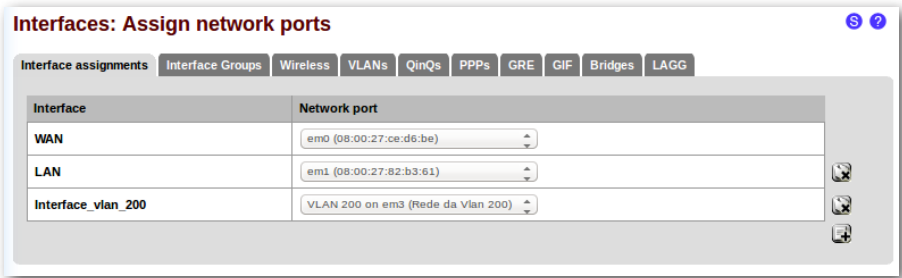 Interfaces: Assign network ports
S ?
Interface assignments Interface Groups Wireless VLANs QinQs PPPs GRE GIF Bridges LAGG
Interface Network port
WAN em0 (08:00:27:ce:d6:be)
LAN em1 (08:00:27:82:b3:61)
Interface_vlan_200 VLAN 200 on em3 (Rede da Vlan 200)